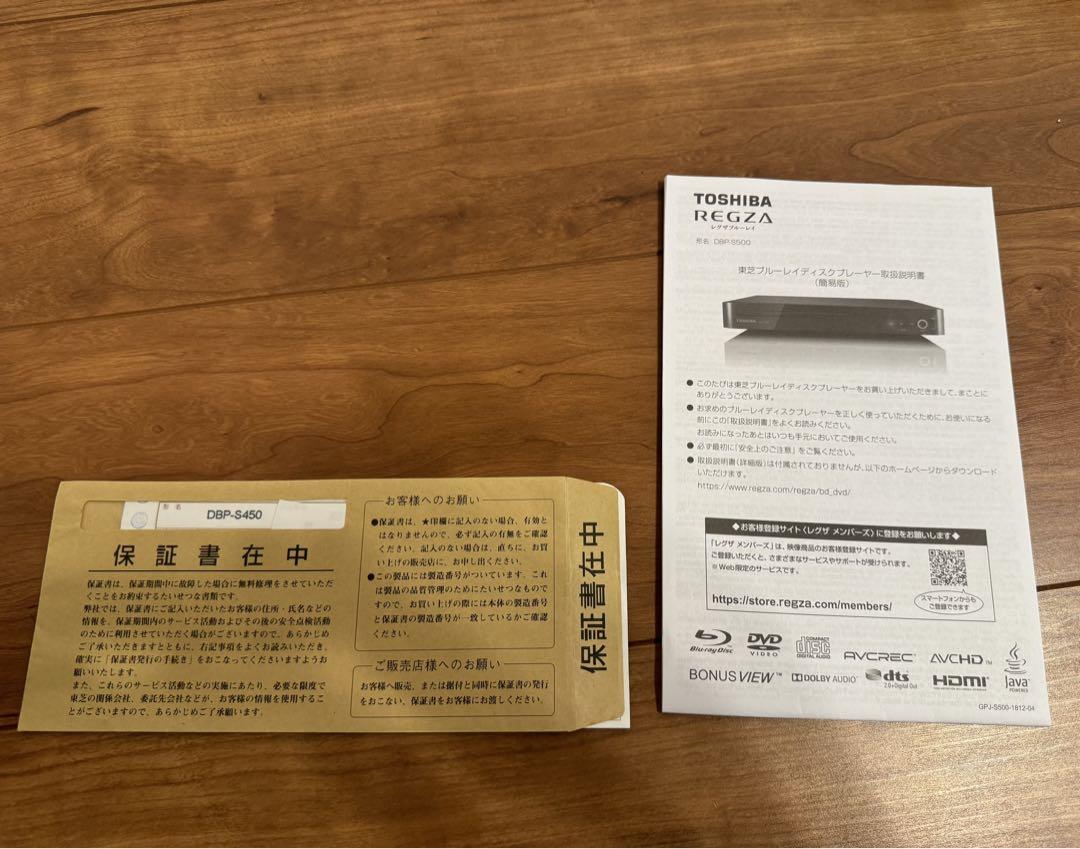 形名
DBP-S450
保証書在中
保証書は、保証期間中に故障した場合に無料修理をさせていただ
くことをお約束するたいせつな書類です。
弊社では、保証書にご記入いただいたお客様の住所・氏名などの
情報を、保証期間内のサービス活動およびその後の安全点検活動
のために利用させていただく場合がございますので、あらかじめ
ご了承いただきますとともに、右記事項をよくお読みいただき、
確実に「保証書発行の手続き」をおこなってくださいますようお
願いいたします。
また、これらのサービス活動などの実施にあたり、必要な限度で
東芝の関係会社、委託先会社などが、お客様の情報を使用するこ
とがございますので、あらかじめご了承願います。
お客様へのお願い
●保証書は、★印欄に記入のない場合、有効と
はなりませんので、必ず記入の有無をご確認
ください。記入のない場合は、直ちに、お買
い上げの販売店に、お申し出ください。
●この製品には製造番号がついています。これ
は製品の品質管理のためにたいせつなもので
すので、お買い上げの際には本体の製造番号
と保証書の製造番号が一致しているかご確認
ください。
ご販売店様へのお願い
お客様へ販売、または据付と同時に保証書の発行
をおこない、保証書をお客様にお渡しください。
保証書在中
TOSHIBA
REGZA
レグザブルーレイ
形名 DBP-S500
東芝ブルーレイディスクプレーヤー取扱説明書
(簡易版)
TOSHIBA
● このたびは東芝ブルーレイディスクプレーヤーをお買い上げいただきまして、まことに
ありがとうございます。
● お求めのブルーレイディスクプレーヤーを正しく使っていただくために、お使いになる
前にこの「取扱説明書」をよくお読みください。
お読みになったあとはいつも手元においてご使用ください。
● 必ず最初に「安全上のご注意」をご覧ください。
● 取扱説明書(詳細版)は付属されておりませんが、以下のホームページからダウンロード
いただけます。
https://www.regza.com/regza/bd_dvd/
◆お客様登録サイト〈レグザ メンバーズ〉に登録をお願いします◆
「レグザ メンバーズ」は、映像商品のお客様登録サイトです。
ご登録いただくと、さまざまなサービスやサポートが受けられます。
※Web限定のサービスです。
https://store.regza.com/members/
スマートフォンからも
ご登録できます
Blu-ray Disc
DVD
VIDEO
COMPACT
disc
DIGITAL AUDIO
AVCREC™
AVCHD™
BONUSVIEW™
DOLBY AUDIO™
dts
2.0+Digital Out
HDMI
Java
POWERED
GPJ-S500-1812-04